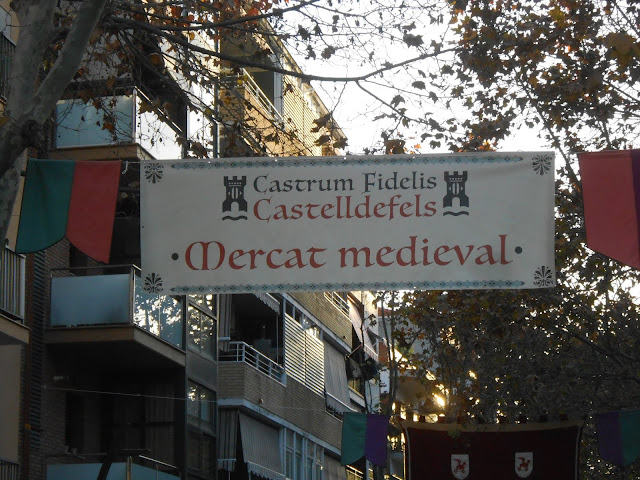 Castrum Fidelis
Castelldefels
• Mercat medieval •